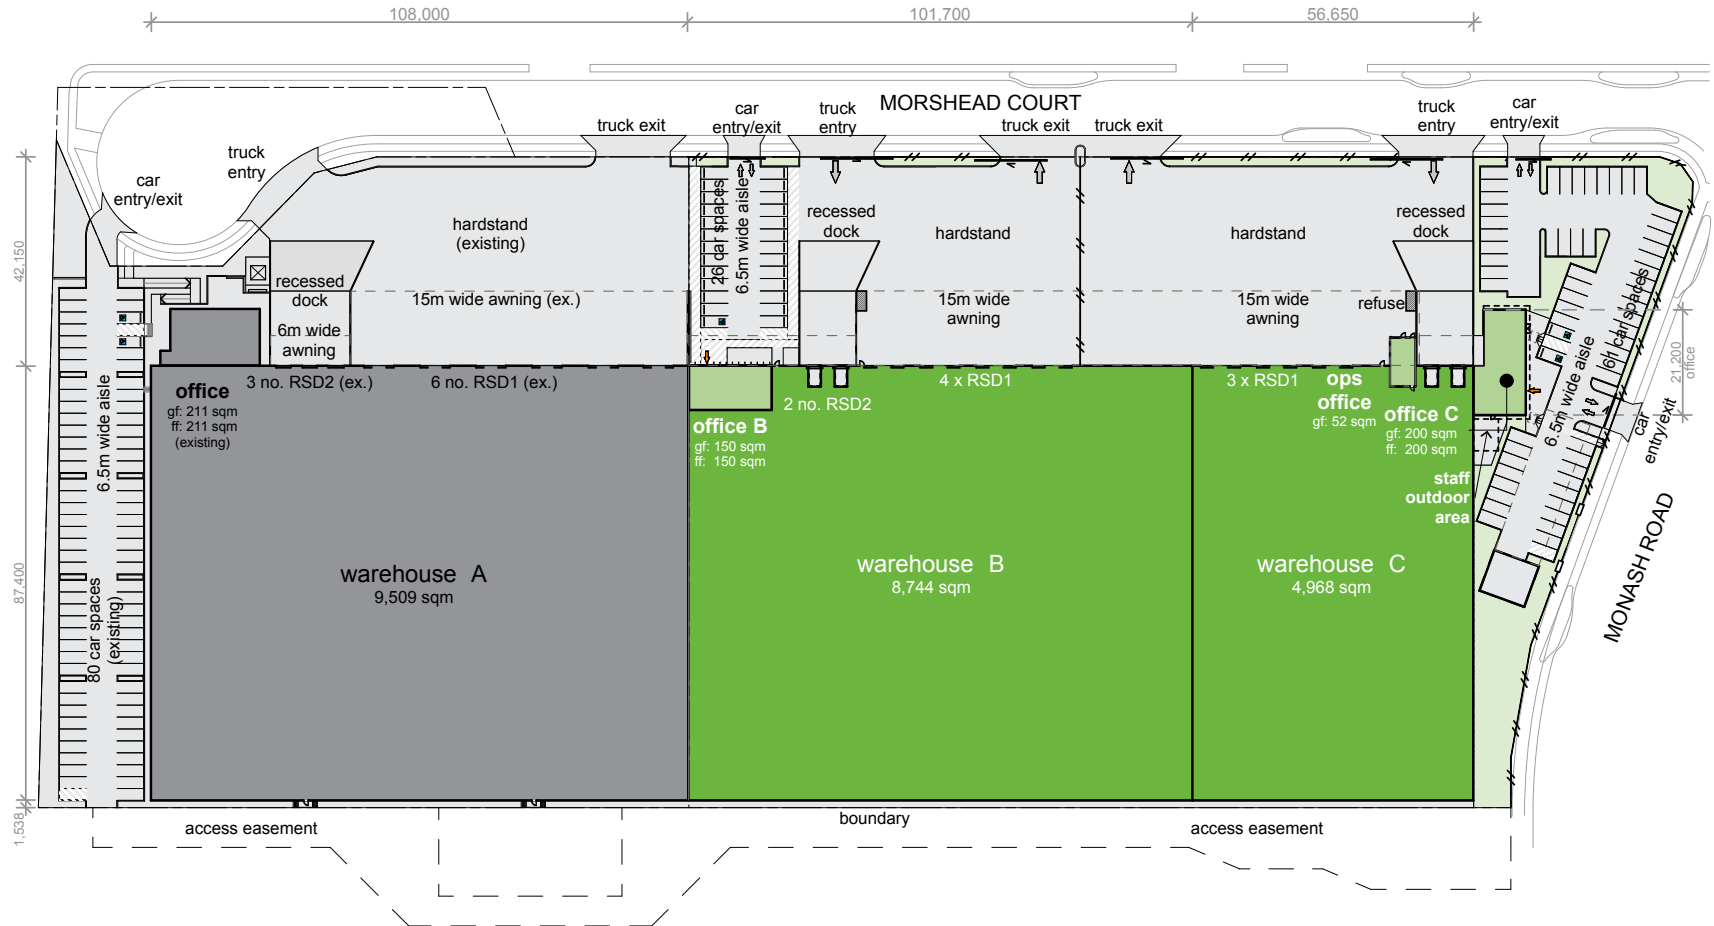 108,000
101,700
56,650
MORSHEAD COURT
truck exit
car
entry/exit
truck
entry
truck exit
truck exit
truck
entry
car
entry/exit
truck
entry
car
entry/exit
42,150
87,400
1,538
hardstand
(existing)
26 car spaces
6.5m wide aisle
recessed
dock
hardstand
hardstand
recessed
dock
recessed
dock
6m wide
awning
15m wide awning (ex.)
15m wide
awning
15m wide
awning
refuse
61 car spaces
6.5m wide aisle
21,200
office
car
entry/exit
MONASH ROAD
office
gf: 211 sqm
ff: 211 sqm
(existing)
3 no. RSD2 (ex.)
6 no. RSD1 (ex.)
office B
gf: 150 sqm
ff: 150 sqm
2 no. RSD2
4 x RSD1
3 x RSD1
ops
office
gf: 52 sqm
office C
gf: 200 sqm
ff: 200 sqm
staff
outdoor
area
6.5m wide aisle
80 car spaces
(existing)
warehouse A
9,509 sqm
warehouse B
8,744 sqm
warehouse C
4,968 sqm
access easement
boundary
access easement